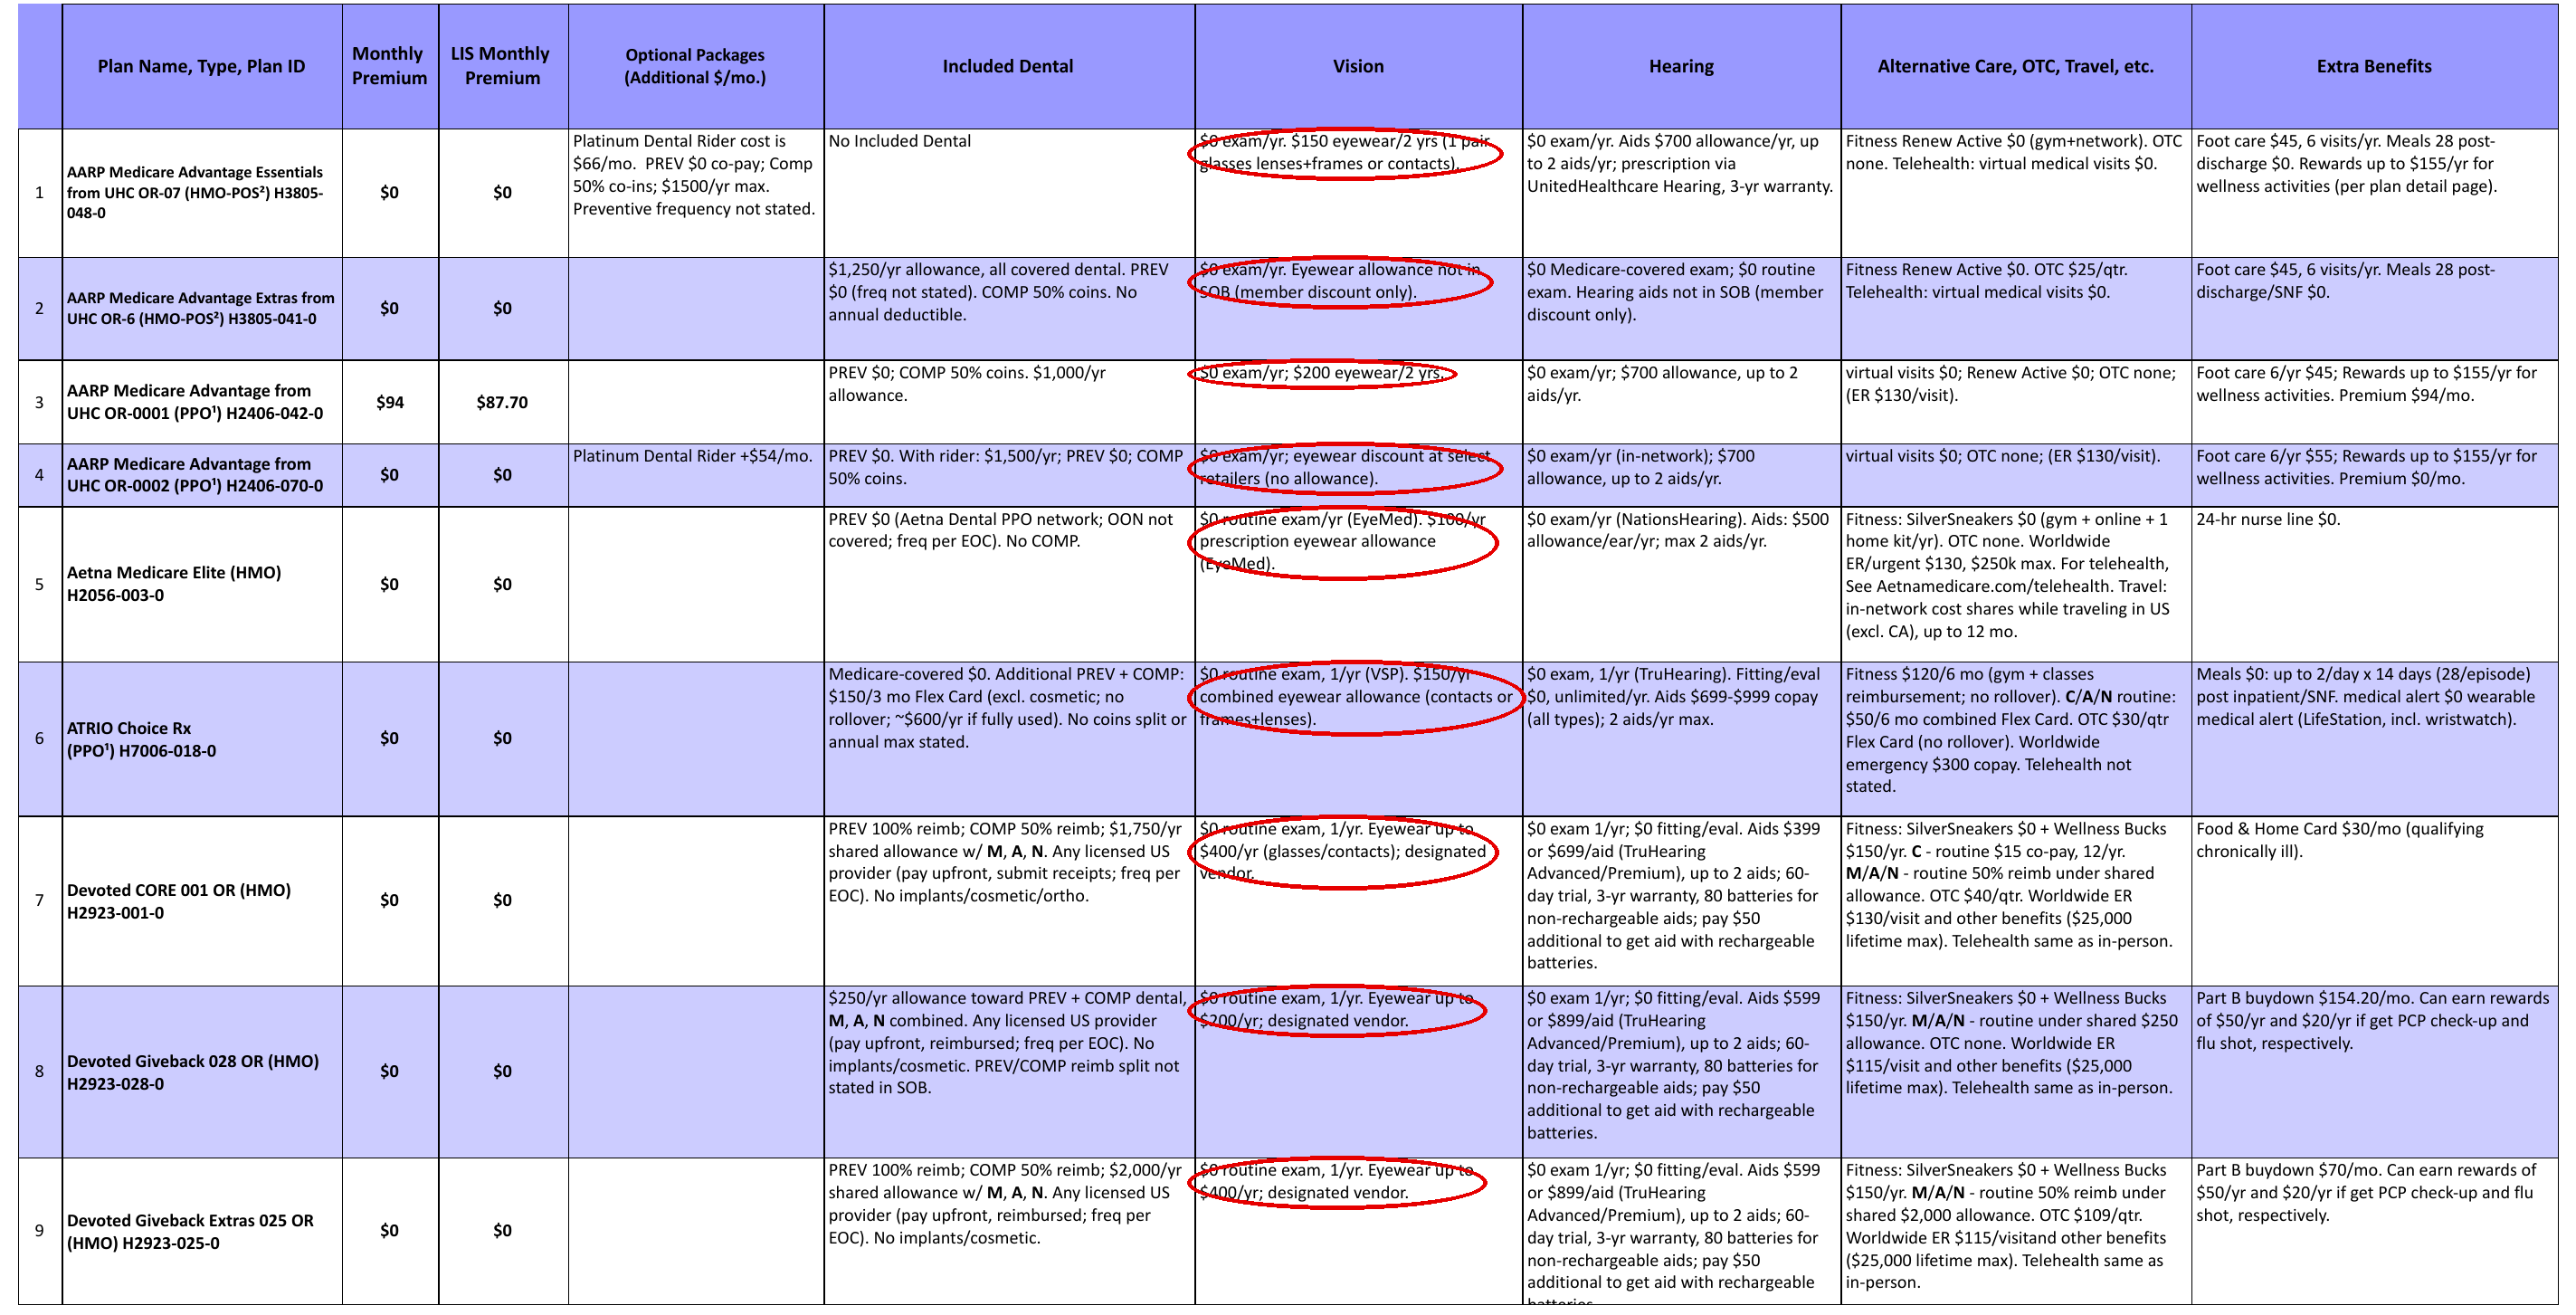 Plan Name, Type, Plan ID
Monthly
Premium
LIS Monthly
Premium
Optional Packages
(Additional $/mo.)
Included Dental
Vision
Hearing
Alternative Care, OTC, Travel, etc.
Extra Benefits
1
AARP Medicare Advantage Essentials
from UHC OR-07 (HMO-POS²) H3805-
048-0
$0
$0
Platinum Dental Rider cost is
$66/mo.  PREV $0 co-pay; Comp
50% co-ins; $1500/yr max.
Preventive frequency not stated.
No Included Dental
$0 exam/yr. $150 eyewear/2 yrs (1 pair
glasses lenses+frames or contacts).
$0 exam/yr. Aids $700 allowance/yr, up
to 2 aids/yr; prescription via
UnitedHealthcare Hearing, 3-yr warranty.
Fitness Renew Active $0 (gym+network). OTC
none. Telehealth: virtual medical visits $0.
Foot care $45, 6 visits/yr. Meals 28 post-
discharge $0. Rewards up to $155/yr for
wellness activities (per plan detail page).
2
AARP Medicare Advantage Extras from
UHC OR-6 (HMO-POS²) H3805-041-0
$0
$0
$1,250/yr allowance, all covered dental. PREV
$0 (freq not stated). COMP 50% coins. No
annual deductible.
$0 exam/yr. Eyewear allowance not in
SOB (member discount only).
$0 Medicare-covered exam; $0 routine
exam. Hearing aids not in SOB (member
discount only).
Fitness Renew Active $0. OTC $25/qtr.
Telehealth: virtual medical visits $0.
Foot care $45, 6 visits/yr. Meals 28 post-
discharge/SNF $0.
3
AARP Medicare Advantage from
UHC OR-0001 (PPO¹) H2406-042-0
$94
$87.70
PREV $0; COMP 50% coins. $1,000/yr
allowance.
$0 exam/yr; $200 eyewear/2 yrs.
$0 exam/yr; $700 allowance, up to 2
aids/yr.
virtual visits $0; Renew Active $0; OTC none;
(ER $130/visit).
Foot care 6/yr $45; Rewards up to $155/yr for
wellness activities. Premium $94/mo.
4
AARP Medicare Advantage from
UHC OR-0002 (PPO¹) H2406-070-0
$0
$0
Platinum Dental Rider +$54/mo.
PREV $0. With rider: $1,500/yr; PREV $0; COMP
50% coins.
$0 exam/yr; eyewear discount at select
retailers (no allowance).
$0 exam/yr (in-network); $700
allowance, up to 2 aids/yr.
virtual visits $0; OTC none; (ER $130/visit).
Foot care 6/yr $55; Rewards up to $155/yr for
wellness activities. Premium $0/mo.
5
Aetna Medicare Elite (HMO)
H2056-003-0
$0
$0
PREV $0 (Aetna Dental PPO network; OON not
covered; freq per EOC). No COMP.
$0 routine exam/yr (EyeMed). $100/yr
prescription eyewear allowance
(EyeMed).
$0 exam/yr (NationsHearing). Aids: $500
allowance/ear/yr; max 2 aids/yr.
Fitness: SilverSneakers $0 (gym + online + 1
home kit/yr). OTC none. Worldwide
ER/urgent $130, $250k max. For telehealth,
See Aetnamedicare.com/telehealth. Travel:
in-network cost shares while traveling in US
(excl. CA), up to 12 mo.
24-hr nurse line $0.
6
ATRIO Choice Rx
(PPO¹) H7006-018-0
$0
$0
Medicare-covered $0. Additional PREV + COMP:
$150/3 mo Flex Card (excl. cosmetic; no
rollover; ~$600/yr if fully used). No coins split or
annual max stated.
$0 routine exam, 1/yr (VSP). $150/yr
combined eyewear allowance (contacts or
frames+lenses).
$0 exam, 1/yr (TruHearing). Fitting/eval
$0, unlimited/yr. Aids $699-$999 copay
(all types); 2 aids/yr max.
Fitness $120/6 mo (gym + classes
reimbursement; no rollover). C/A/N routine:
$50/6 mo combined Flex Card. OTC $30/qtr
Flex Card (no rollover). Worldwide
emergency $300 copay. Telehealth not
stated.
Meals $0: up to 2/day x 14 days (28/episode)
post inpatient/SNF. medical alert $0 wearable
medical alert (LifeStation, incl. wristwatch).
7
Devoted CORE 001 OR (HMO)
H2923-001-0
$0
$0
PREV 100% reimb; COMP 50% reimb; $1,750/yr
shared allowance w/ M, A, N. Any licensed US
provider (pay upfront, submit receipts; freq per
EOC). No implants/cosmetic/ortho.
$0 routine exam, 1/yr. Eyewear up to
$400/yr (glasses/contacts); designated
vendor.
$0 exam 1/yr; $0 fitting/eval. Aids $399
or $699/aid (TruHearing
Advanced/Premium), up to 2 aids; 60-
day trial, 3-yr warranty, 80 batteries for
non-rechargeable aids; pay $50
additional to get aid with rechargeable
batteries.
Fitness: SilverSneakers $0 + Wellness Bucks
$150/yr. C - routine $15 co-pay, 12/yr.
M/A/N - routine 50% reimb under shared
allowance. OTC $40/qtr. Worldwide ER
$130/visit and other benefits ($25,000
lifetime max). Telehealth same as in-person.
Food & Home Card $30/mo (qualifying
chronically ill).
8
Devoted Giveback 028 OR (HMO)
H2923-028-0
$0
$0
$250/yr allowance toward PREV + COMP dental,
M, A, N combined. Any licensed US provider
(pay upfront, reimbursed; freq per EOC). No
implants/cosmetic. PREV/COMP reimb split not
stated in SOB.
$0 routine exam, 1/yr. Eyewear up to
$200/yr; designated vendor.
$0 exam 1/yr; $0 fitting/eval. Aids $599
or $899/aid (TruHearing
Advanced/Premium), up to 2 aids; 60-
day trial, 3-yr warranty, 80 batteries for
non-rechargeable aids; pay $50
additional to get aid with rechargeable
batteries.
Fitness: SilverSneakers $0 + Wellness Bucks
$150/yr. M/A/N - routine under shared $250
allowance. OTC none. Worldwide ER
$115/visit and other benefits ($25,000
lifetime max). Telehealth same as in-person.
Part B buydown $154.20/mo. Can earn rewards
of $50/yr and $20/yr if get PCP check-up and
flu shot, respectively.
9
Devoted Giveback Extras 025 OR
(HMO) H2923-025-0
$0
$0
PREV 100% reimb; COMP 50% reimb; $2,000/yr
shared allowance w/ M, A, N. Any licensed US
provider (pay upfront, reimbursed; freq per
EOC). No implants/cosmetic.
$0 routine exam, 1/yr. Eyewear up to
$400/yr; designated vendor.
$0 exam 1/yr; $0 fitting/eval. Aids $599
or $899/aid (TruHearing
Advanced/Premium), up to 2 aids; 60-
day trial, 3-yr warranty, 80 batteries for
non-rechargeable aids; pay $50
additional to get aid with rechargeable
Fitness: SilverSneakers $0 + Wellness Bucks
$150/yr. M/A/N - routine 50% reimb under
shared $2,000 allowance. OTC $109/qtr.
Worldwide ER $115/visitand other benefits
($25,000 lifetime max). Telehealth same as
in-person.
Part B buydown $70/mo. Can earn rewards of
$50/yr and $20/yr if get PCP check-up and flu
shot, respectively.